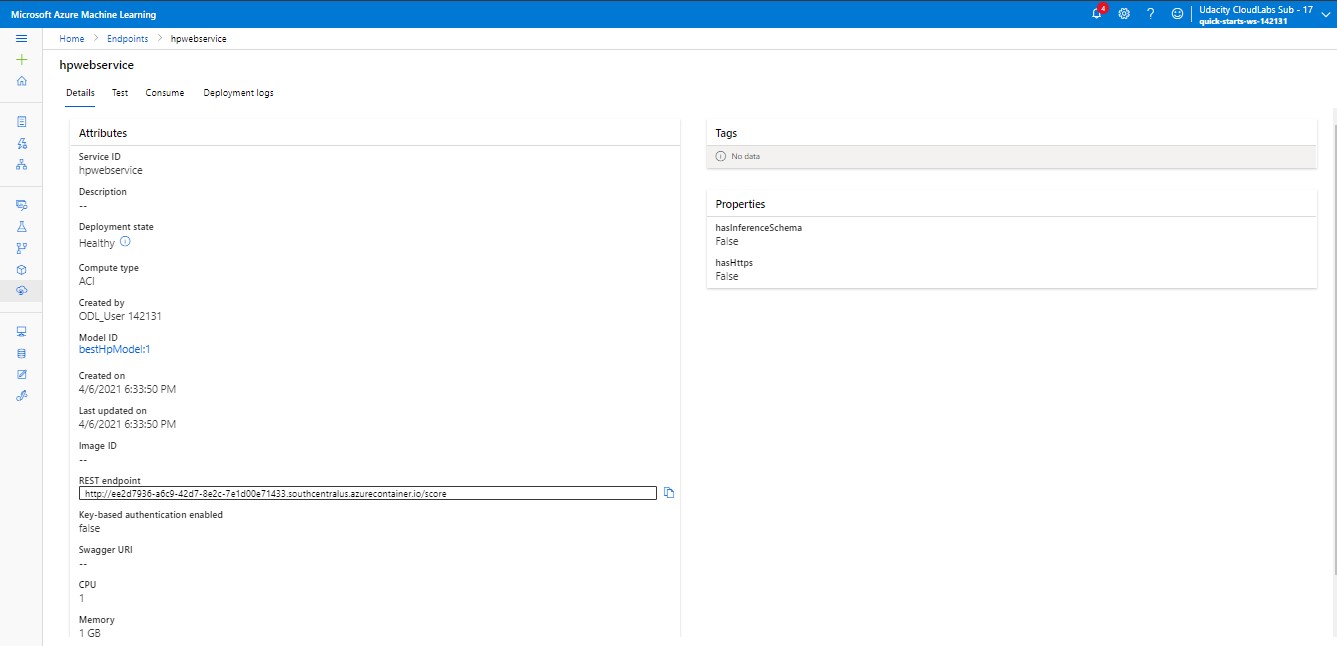 Microsoft Azure Machine Learning
4
Udacity CloudLabs Sub - 17
quick-starts-ws-142131
Home > Endpoints > hpwebservice
hpwebservice
Details Test Consume Deployment logs
Attributes
Service ID
hpwebservice
Description
--
Deployment state
Healthy
Compute type
ACI
Created by
ODL_User 142131
Model ID
bestHpModel:1
Created on
4/6/2021 6:33:50 PM
Last updated on
4/6/2021 6:33:50 PM
Image ID
--
REST endpoint
http://ee2d7936-a6c9-42d7-8e2c-7e1d00e71433.southcentralus.azurecontainer.io/score
Key-based authentication enabled
false
Swagger URI
--
CPU
1
Memory
1 GB
Tags
No data
Properties
hasInferenceSchema
False
hasHttps
False